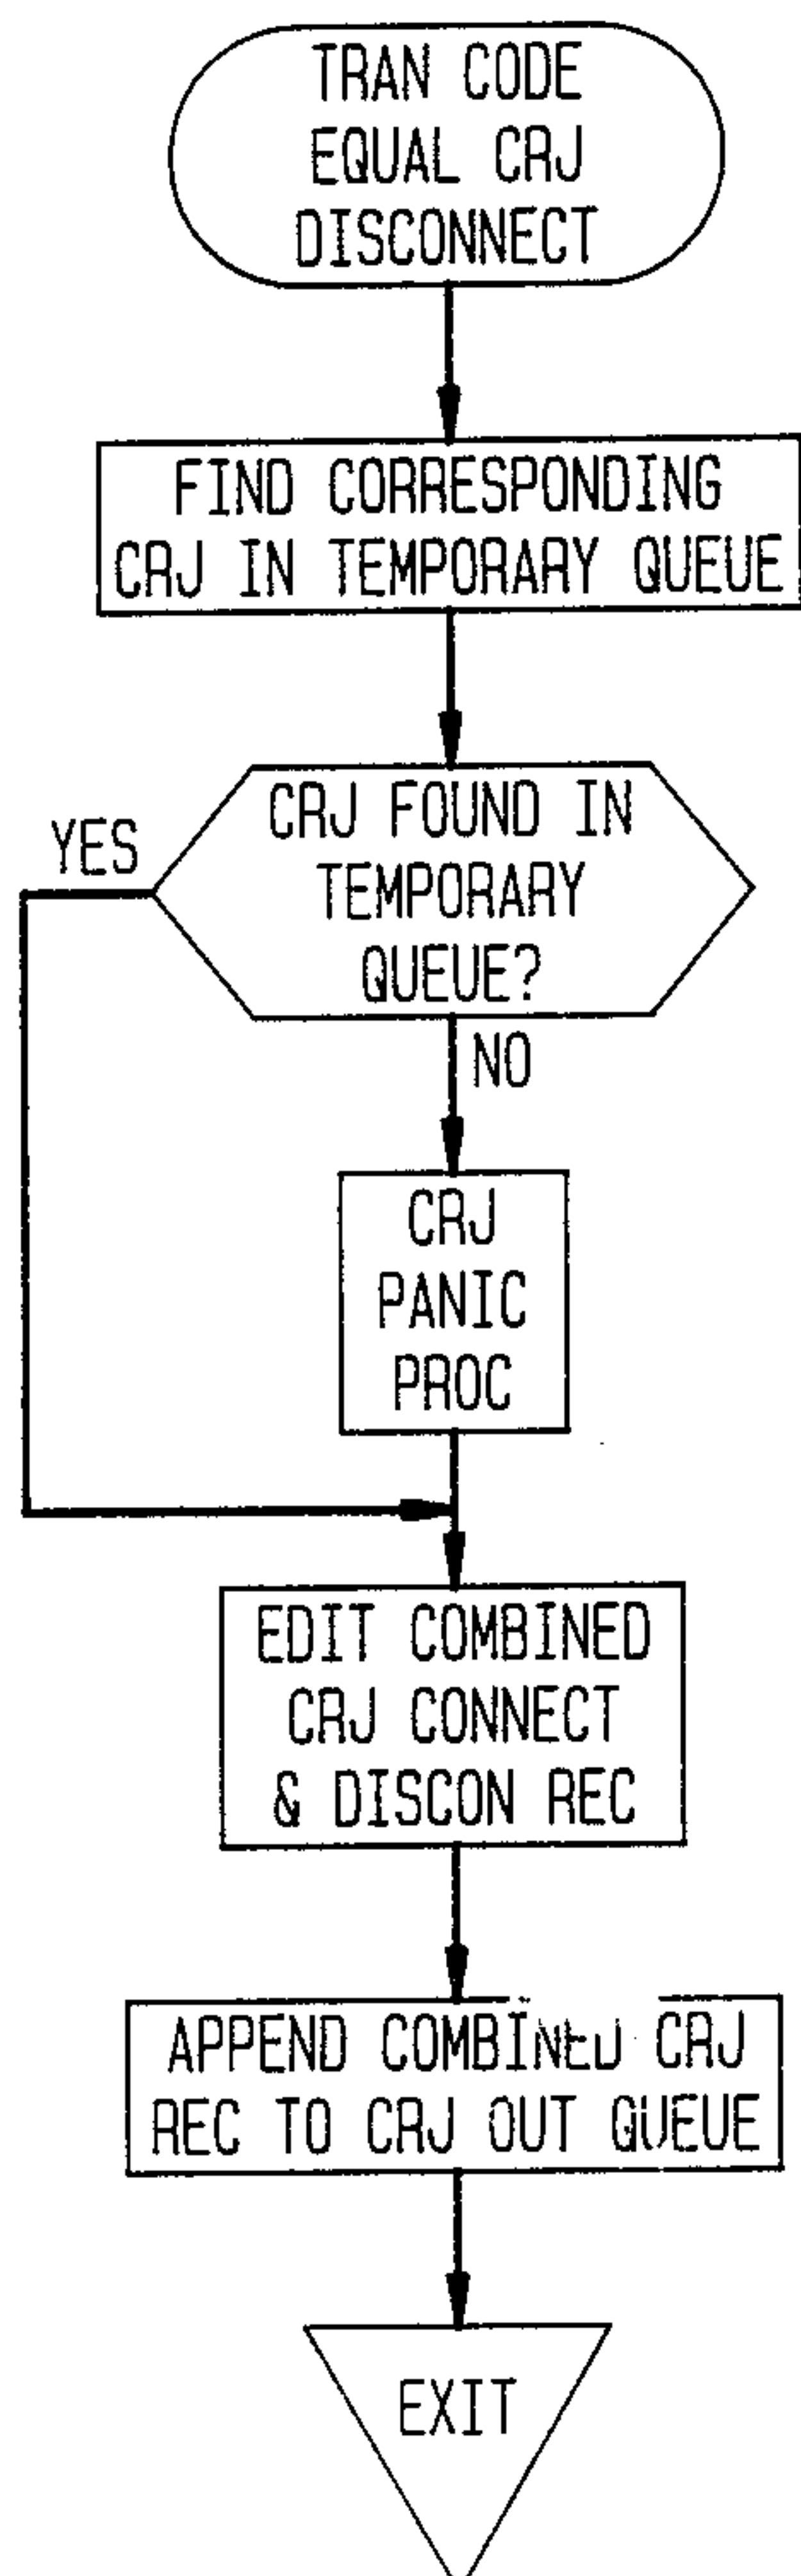 TRAN CODE
EQUAL CRJ
DISCONNECT
FIND CORRESPONDING
CRJ IN TEMPORARY QUEUE
CRJ FOUND IN
TEMPORARY
QUEUE?
YES
NO
CRJ
PANIC
PROC
EDIT COMBINED
CRJ CONNECT
& DISCON REC
APPEND COMBINED CRJ
REC TO CRJ OUT QUEUE
EXIT